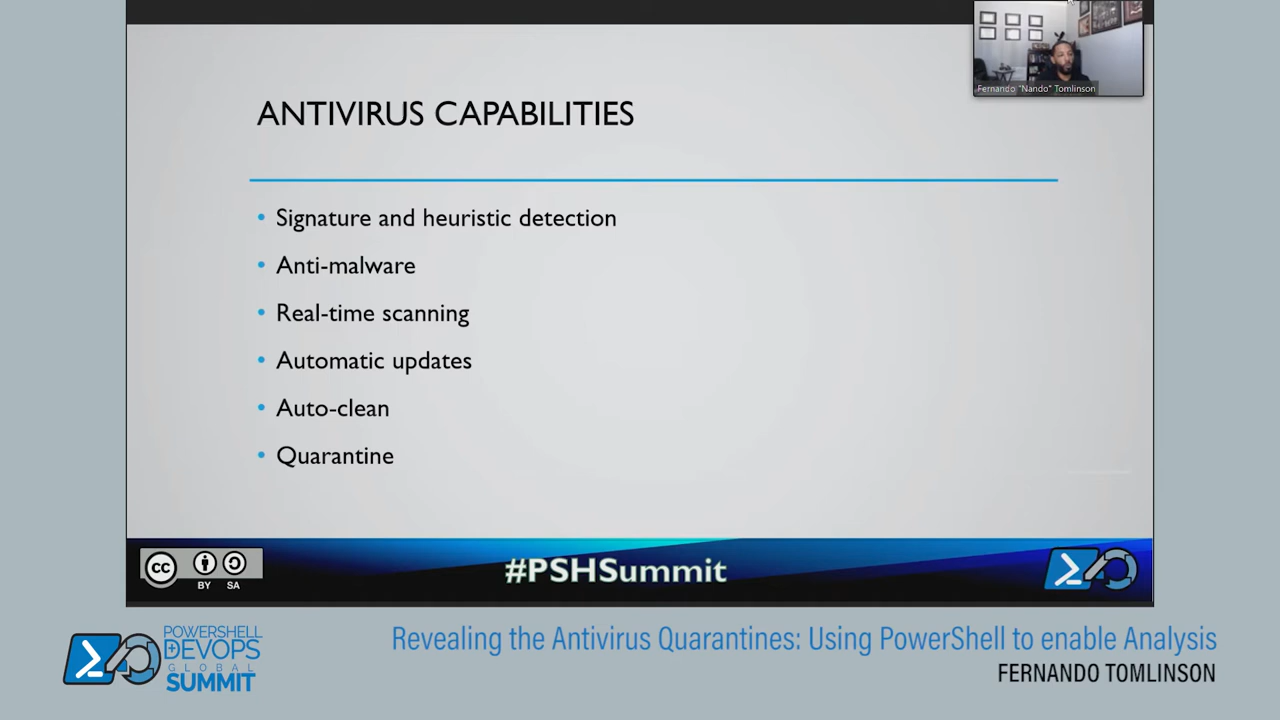 Fernando "Nando" Tomlinson
ANTIVIRUS CAPABILITIES
• Signature and heuristic detection
• Anti-malware
• Real-time scanning
• Automatic updates
• Auto-clean
• Quarantine
CC
BY SA
#PSHSummit
POWERSHELL
DEVOPS
GLOBAL
SUMMIT
Revealing the Antivirus Quarantines: Using PowerShell to enable Analysis
FERNANDO TOMLINSON